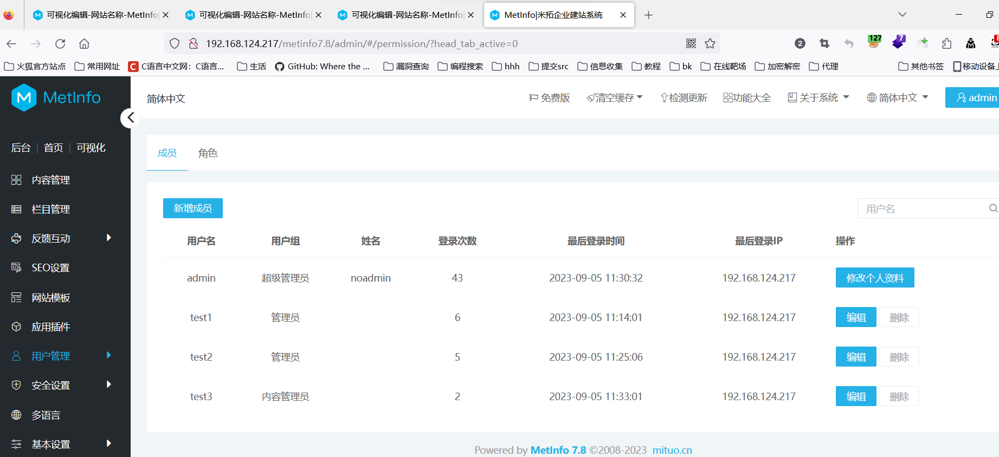 可视化编辑-网站名称-MetInfo
可视化编辑-网站名称-MetInfo
可视化编辑-网站名称-MetInfo
MetInfo|米拓企业建站系统
192.168.124.217/metinfo7.8/admin/#/permission/?head_tab_active=0
2
127
7
8
火狐官方站点
常用网址
C语言中文网：C语言...
生活
GitHub: Where the ...
漏洞查询
编程搜索
hhh
提交src
信息收集
教程
bk
在线靶场
加密解密
代理
其他书签
移动设备上
MetInfo
简体中文
免费版
清空缓存
检测更新
功能大全
关于系统
简体中文
admin
后台 | 首页 | 可视化
内容管理
栏目管理
反馈互动
SEO设置
网站模板
应用插件
用户管理
安全设置
多语言
基本设置
成员
角色
新增成员
用户名
用户名 用户组 姓名 登录次数 最后登录时间 最后登录IP 操作
admin 超级管理员 noadmin 43 2023-09-05 11:30:32 192.168.124.217 修改个人资料
test1 管理员 6 2023-09-05 11:14:01 192.168.124.217 编辑 删除
test2 管理员 5 2023-09-05 11:25:06 192.168.124.217 编辑 删除
test3 内容管理员 2 2023-09-05 11:33:01 192.168.124.217 编辑 删除
Powered by MetInfo 7.8 ©2008-2023 mituo.cn